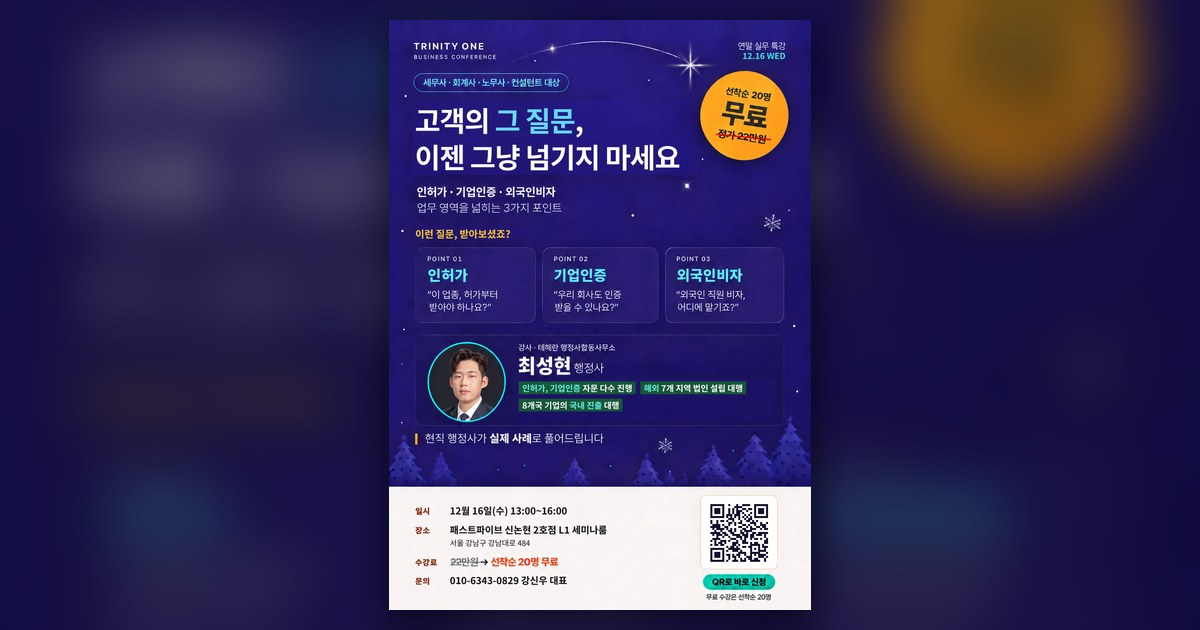 TRINITY ONE
BUSINESS CONFERENCE
연말 실무 특강
12.16 WED
세무사 · 회계사 · 노무사 · 컨설턴트 대상
선착순 20명
무료
정가 22만원
고객의 그 질문,
이젠 그냥 넘기지 마세요
인허가 · 기업인증 · 외국인비자
업무 영역을 넓히는 3가지 포인트
이런 질문, 받아보셨죠?
POINT 01
인허가
“이 업종, 허가부터
받아야 하나요?”
POINT 02
기업인증
“우리 회사도 인증
받을 수 있나요?”
POINT 03
외국인비자
“외국인 직원 비자,
어디에 맡기죠?”
강사 · 테헤란 행정사합동사무소
최성현 행정사
인허가, 기업인증 자문 다수 진행
해외 7개 지역 법인 설립 대행
8개국 기업의 국내 진출 대행
현직 행정사가 실제 사례로 풀어드립니다
일시 12월 16일(수) 13:00~16:00
장소 패스트파이브 신논현 2호점 L1 세미나룸
서울 강남구 강남대로 484
수강료 22만원 → 선착순 20명 무료
문의 010-6343-0829 강신우 대표
QR로 바로 신청
무료 수강은 선착순 20명